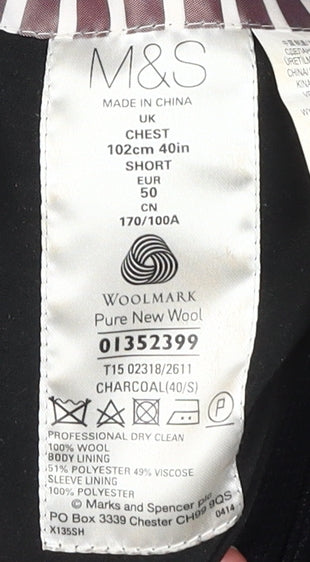 M&S
MADE IN CHINA
UK
CHEST
102cm 40in
SHORT
EUR
50
CN
170/100A
WOOLMARK
Pure New Wool
01352399
T15 02318/2611
CHARCOAL(40/S)
P
PROFESSIONAL DRY CLEAN
100% WOOL
BODY LINING
51% POLYESTER 49% VISCOSE
SLEEVE LINING
100% POLYESTER
© Marks and Spencer plc
PO Box 3339 Chester CH99 9QS
X135SH
0414